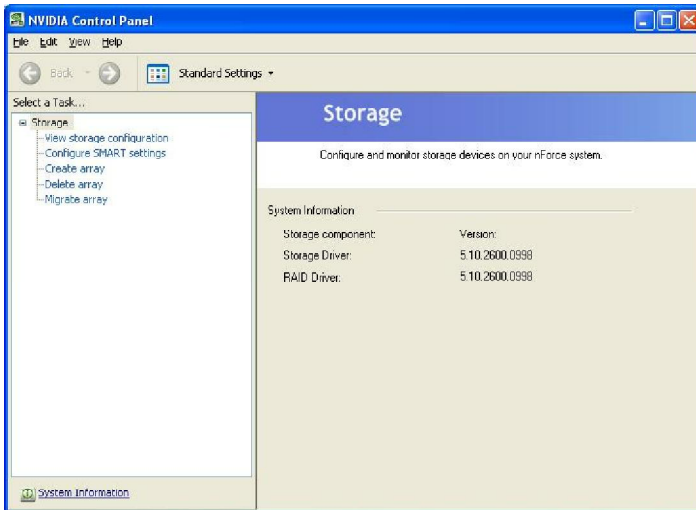 NVIDIA Control Panel
File Edit View Help
Back
Standard Settings
Select a Task...
Storage
View storage configuration
Configure SMART settings
Create array
Delete array
Migrate array
System Information
Storage
Configure and monitor storage devices on your nForce system.
System Information
Storage component: Version:
Storage Driver: 5.10.2600.0998
RAID Driver: 5.10.2600.0998